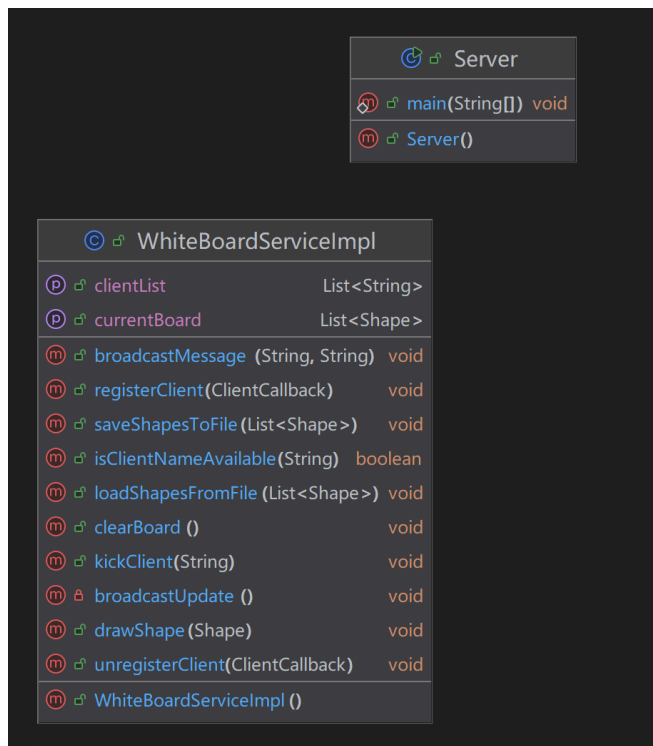 Server
main(String[]) void
Server()
WhiteBoardServiceImpl
clientList List<String>
currentBoard List<Shape>
broadcastMessage (String, String) void
registerClient(ClientCallback) void
saveShapesToFile(List<Shape>) void
isClientNameAvailable(String) boolean
loadShapesFromFile (List<Shape>) void
clearBoard () void
kickClient(String) void
broadcastUpdate () void
drawShape(Shape) void
unregisterClient(ClientCallback) void
WhiteBoardServiceImpl ()